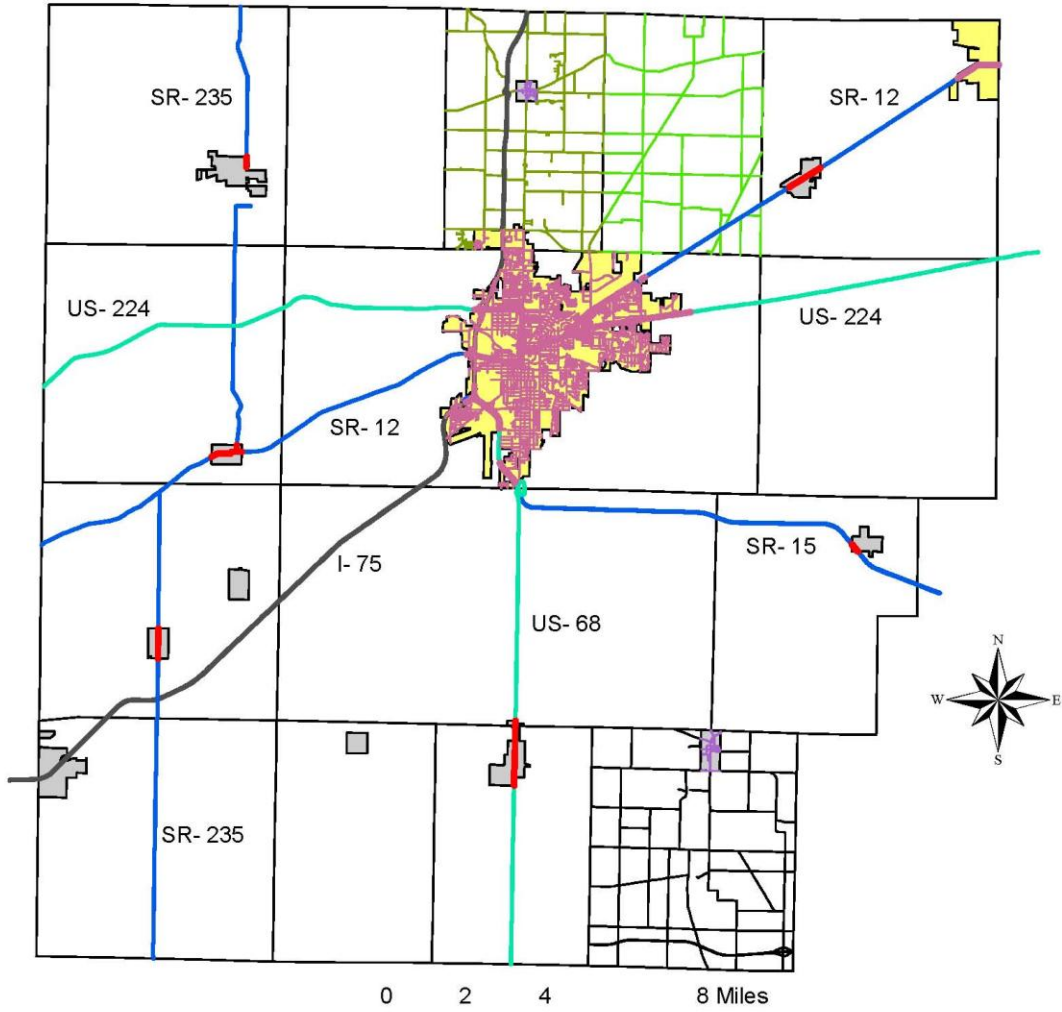 SR- 235
SR- 12
US- 224
US- 224
SR- 12
SR- 15
I- 75
US- 68
N
W
E
S
SR- 235
0 2 4 8 Miles